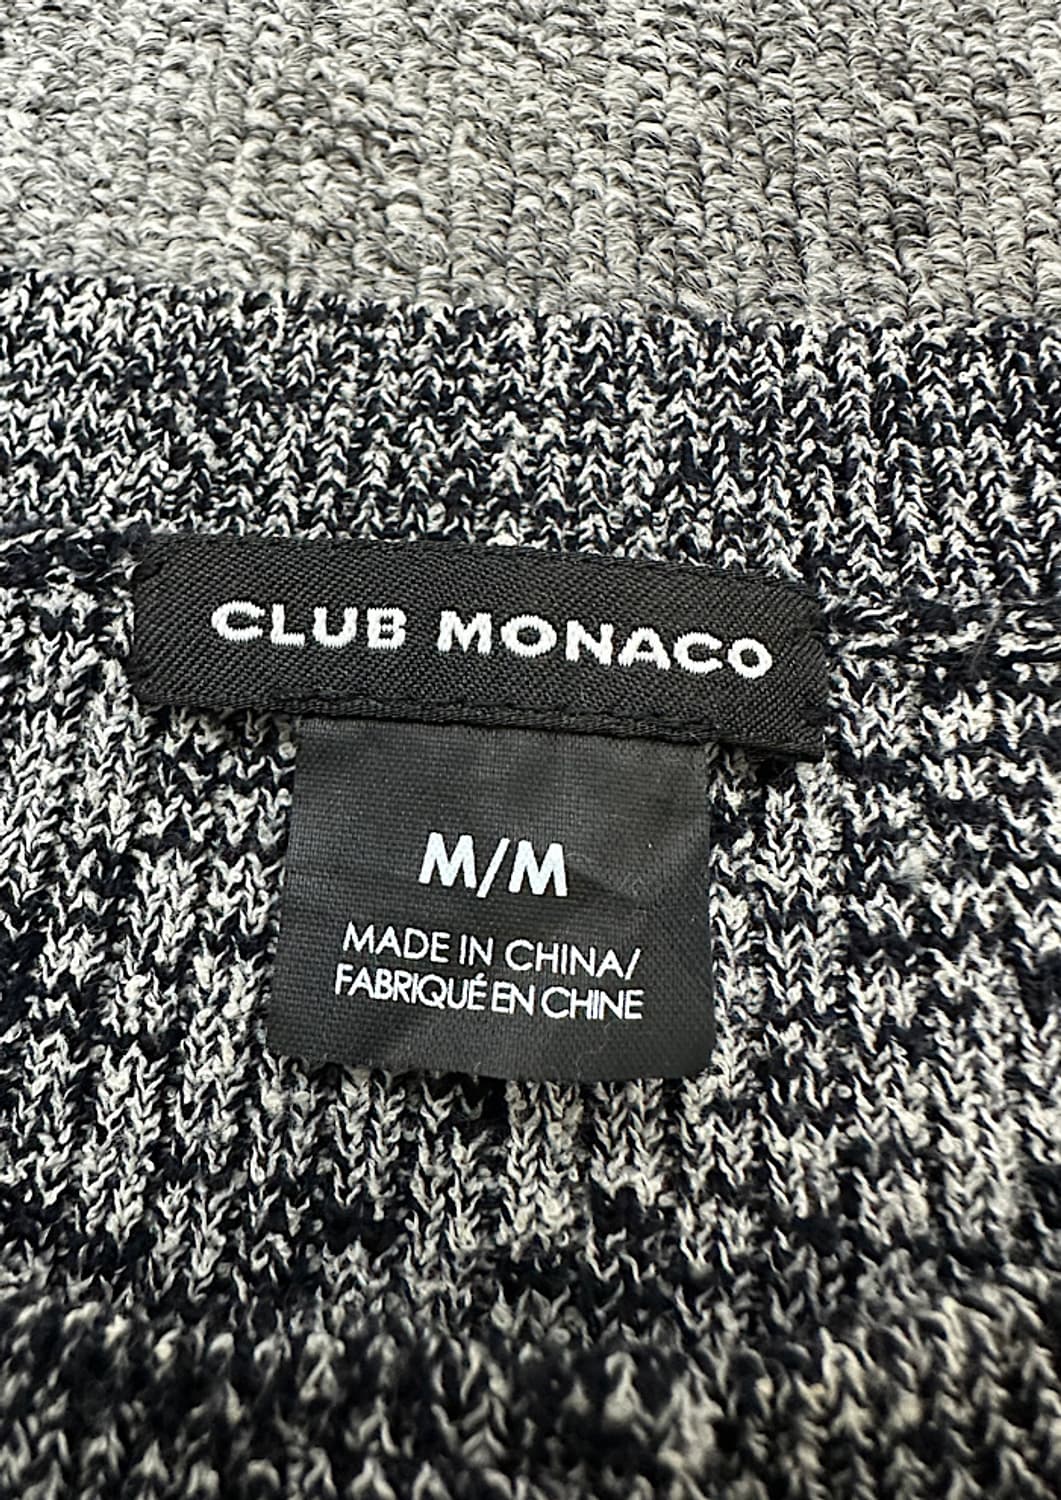 CLUB MONACO
M/M
MADE IN CHINA/
FABRIQUÉ EN CHINE